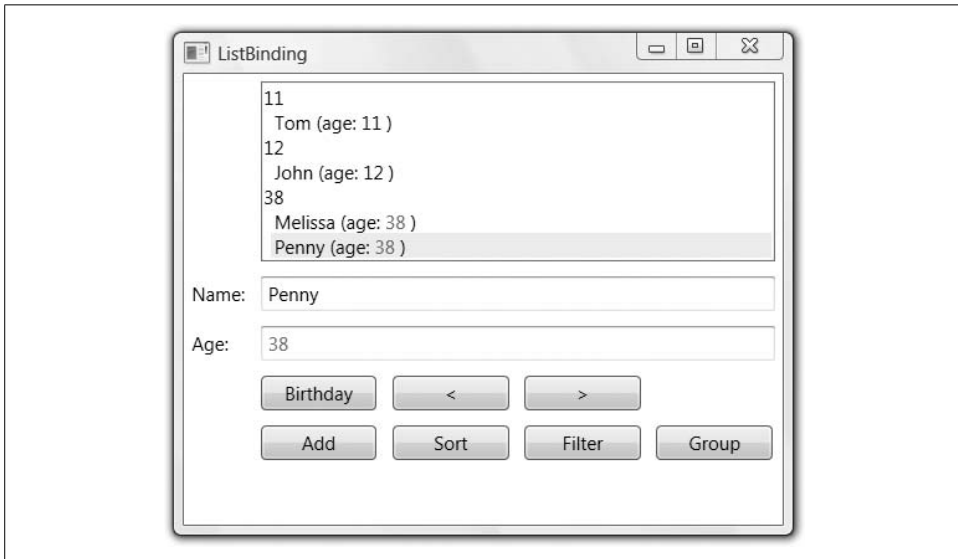 ListBinding
11
Tom (age: 11 )
12
John (age: 12 )
38
Melissa (age: 38 )
Penny (age: 38 )
Name: Penny
Age: 38
Birthday < >
Add Sort Filter Group